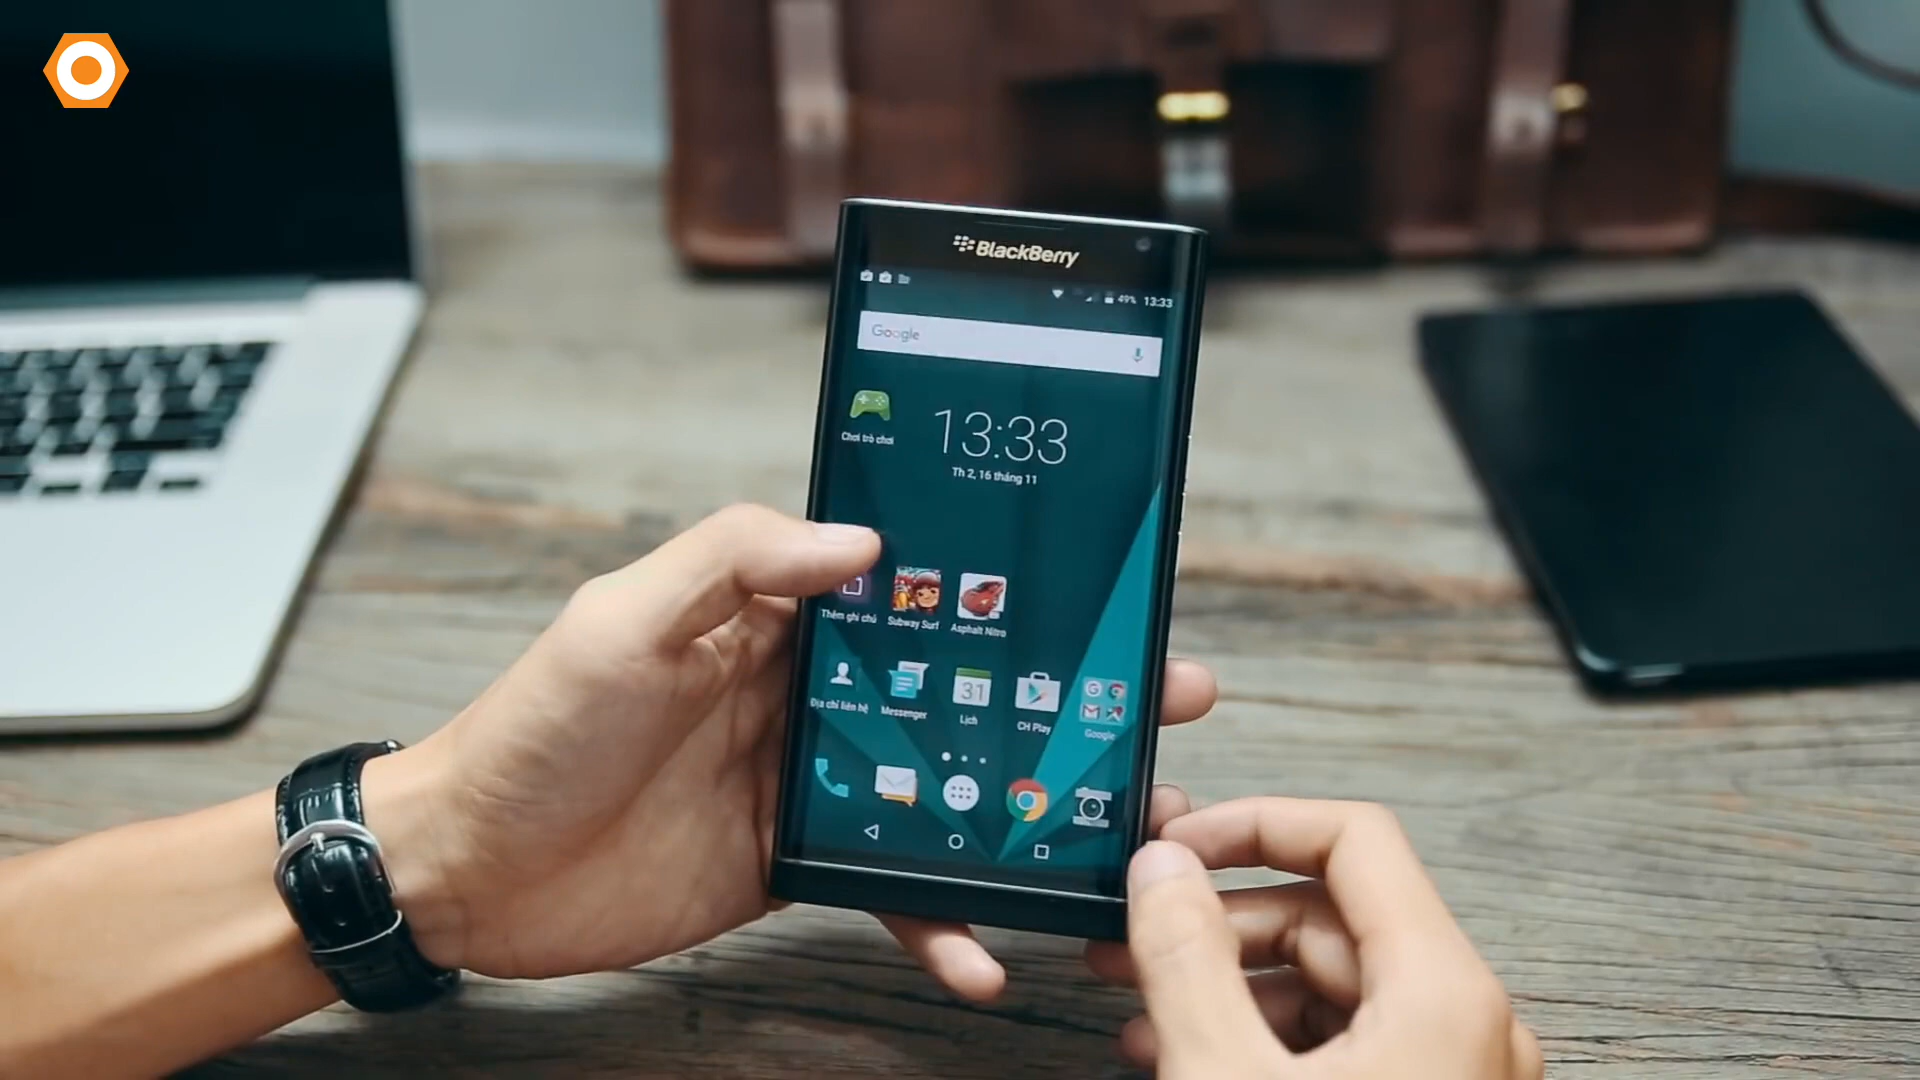 BlackBerry
49% 13:33
Google
13:33
Th 2, 16 tháng 11
Chơi trò chơi
Thêm ghi chú
Subway Surf
Asphalt Nitro
Địa chỉ liên hệ
Messenger
31
Lịch
CH Play
Google